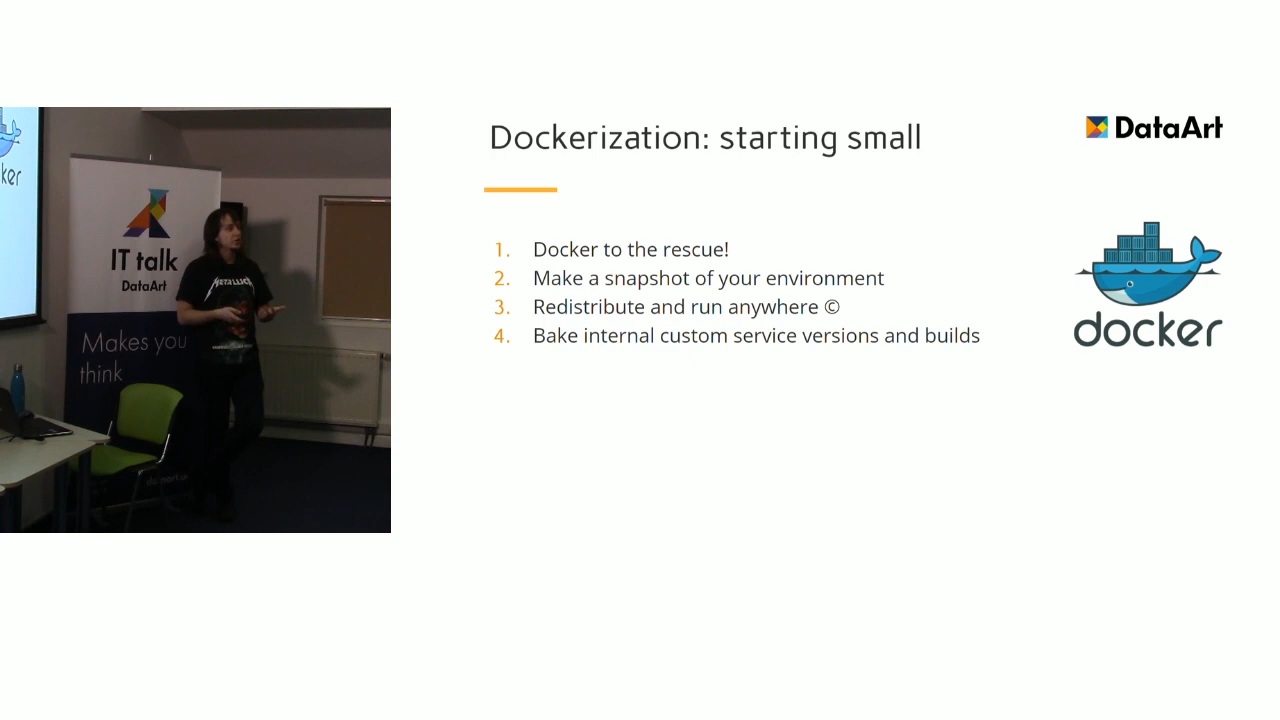 Dockerization: starting small
DataArt
1. Docker to the rescue!
2. Make a snapshot of your environment
3. Redistribute and run anywhere ©
4. Bake internal custom service versions and builds
docker
ker
IT talk
DataArt
METALLICA
Makes you
think